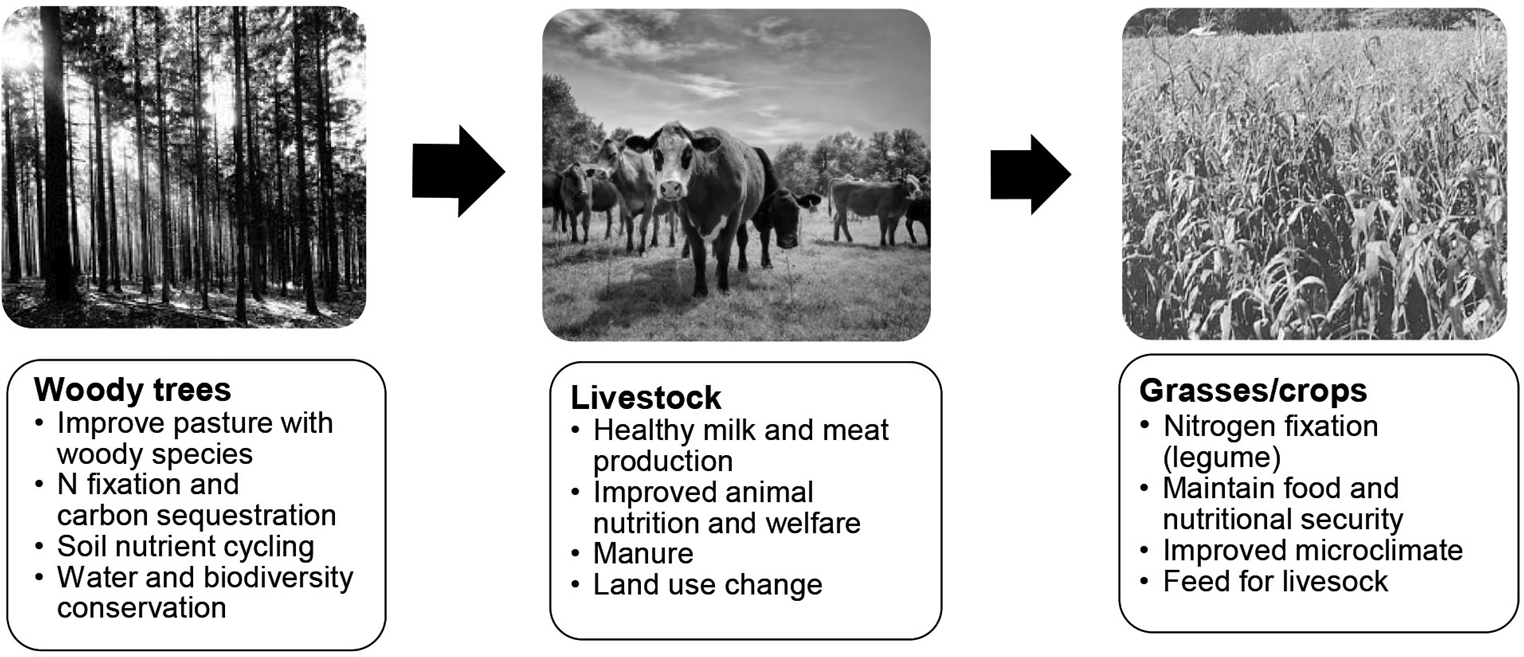 Woody trees
• Improve pasture with
woody species
• N fixation and
carbon sequestration
• Soil nutrient cycling
• Water and biodiversity
conservation
Livestock
• Healthy milk and meat
production
• Improved animal
nutrition and welfare
• Manure
• Land use change
Grasses/crops
• Nitrogen fixation
(legume)
• Maintain food and
nutritional security
• Improved microclimate
• Feed for livesock